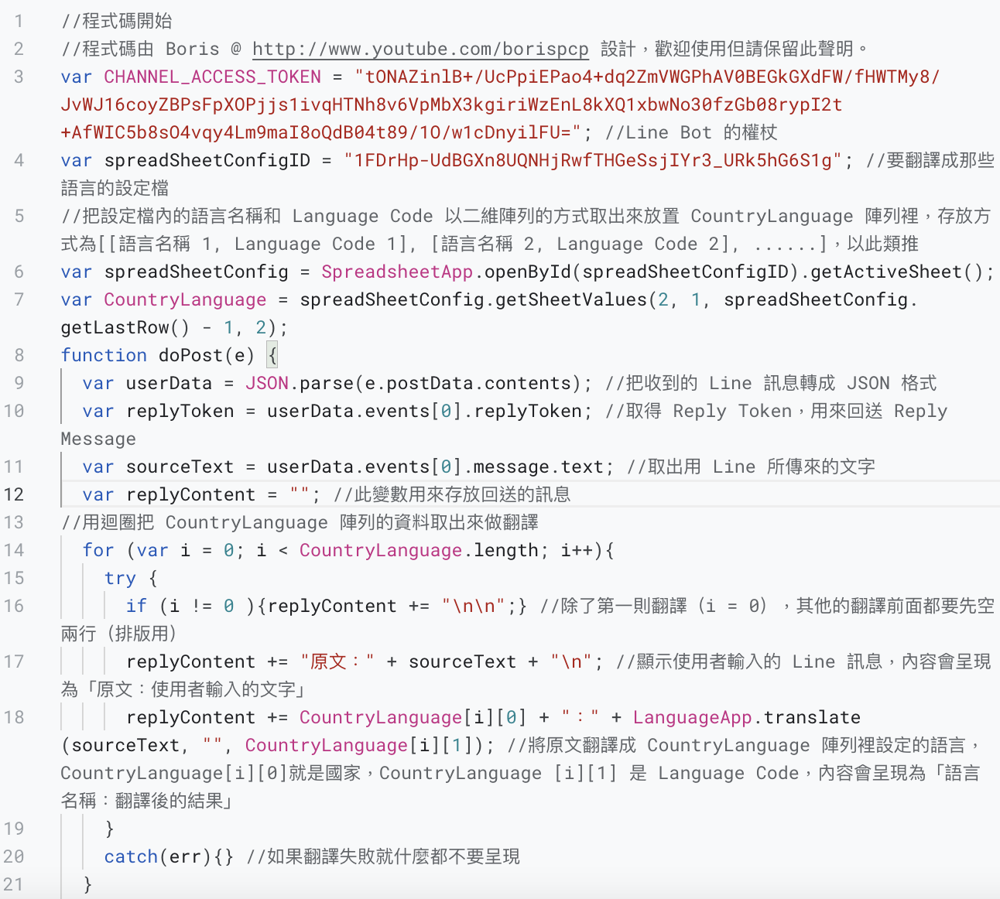 1 //程式碼開始
2 //程式碼由 Boris @ http://www.youtube.com/borispcp 設計，歡迎使用但請保留此聲明。
3 var CHANNEL_ACCESS_TOKEN = "tONAZinlB+/UcPpiEPao4+dq2ZmVWGPhAV0BEGkGXdFW/fHWTMy8/
JvWJ16coyZBPsFpXOPjjs1ivqHTNh8v6VpMbX3kgiriWzEnL8kXQ1xbwNo30fzGb08rypI2t
+AfWIC5b8sO4vqy4Lm9maI8oQdB04t89/1O/w1cDnyilFU="; //Line Bot 的權杖
4 var spreadSheetConfigID = "1FDrHp-UdBGXn8UQNHjRwfTHGeSsjIYr3_URk5hG6S1g"; //要翻譯成那些
語言的設定檔
5 //把設定檔內的語言名稱和 Language Code 以二維陣列的方式取出來放置 CountryLanguage 陣列裡，存放方
式為[[語言名稱 1, Language Code 1], [語言名稱 2, Language Code 2], ......]，以此類推
6 var spreadSheetConfig = SpreadsheetApp.openById(spreadSheetConfigID).getActiveSheet();
7 var CountryLanguage = spreadSheetConfig.getSheetValues(2, 1, spreadSheetConfig.
getLastRow() - 1, 2);
8 function doPost(e) {
9 var userData = JSON.parse(e.postData.contents); //把收到的 Line 訊息轉成 JSON 格式
10 var replyToken = userData.events[0].replyToken; //取得 Reply Token，用來回送 Reply
Message
11 var sourceText = userData.events[0].message.text; //取出用 Line 所傳來的文字
12 var replyContent = ""; //此變數用來存放回送的訊息
13 //用迴圈把 CountryLanguage 陣列的資料取出來做翻譯
14 for (var i = 0; i < CountryLanguage.length; i++){
15 try {
16 if (i != 0 ){replyContent += "\n\n";} //除了第一則翻譯（i = 0），其他的翻譯前面都要先空
兩行（排版用）
17 replyContent += "原文：" + sourceText + "\n"; //顯示使用者輸入的 Line 訊息，內容會呈現
為「原文：使用者輸入的文字」
18 replyContent += CountryLanguage[i][0] + "：" + LanguageApp.translate
(sourceText, "", CountryLanguage[i][1]); //將原文翻譯成 CountryLanguage 陣列裡設定的語言，
CountryLanguage[i][0]就是國家，CountryLanguage [i][1] 是 Language Code，內容會呈現為「語言
名稱：翻譯後的結果」
19 }
20 catch(err){} //如果翻譯失敗就什麼都不要呈現
21 }